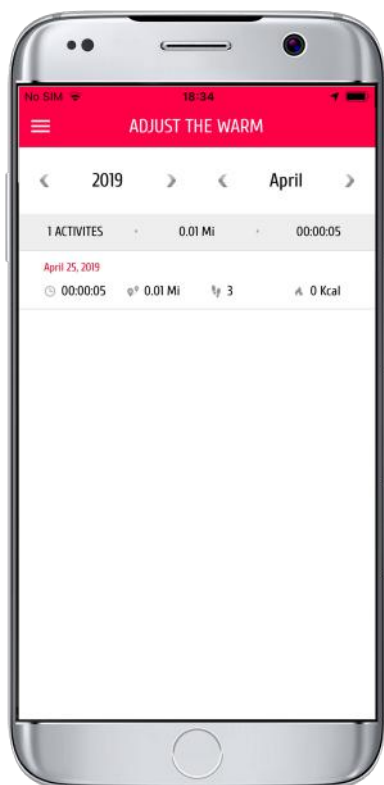 No SIM 18:34
ADJUST THE WARM
2019 April
1 ACTIVITES · 0.01 Mi · 00:00:05
April 25, 2019
00:00:05 0.01 Mi 3 0 Kcal